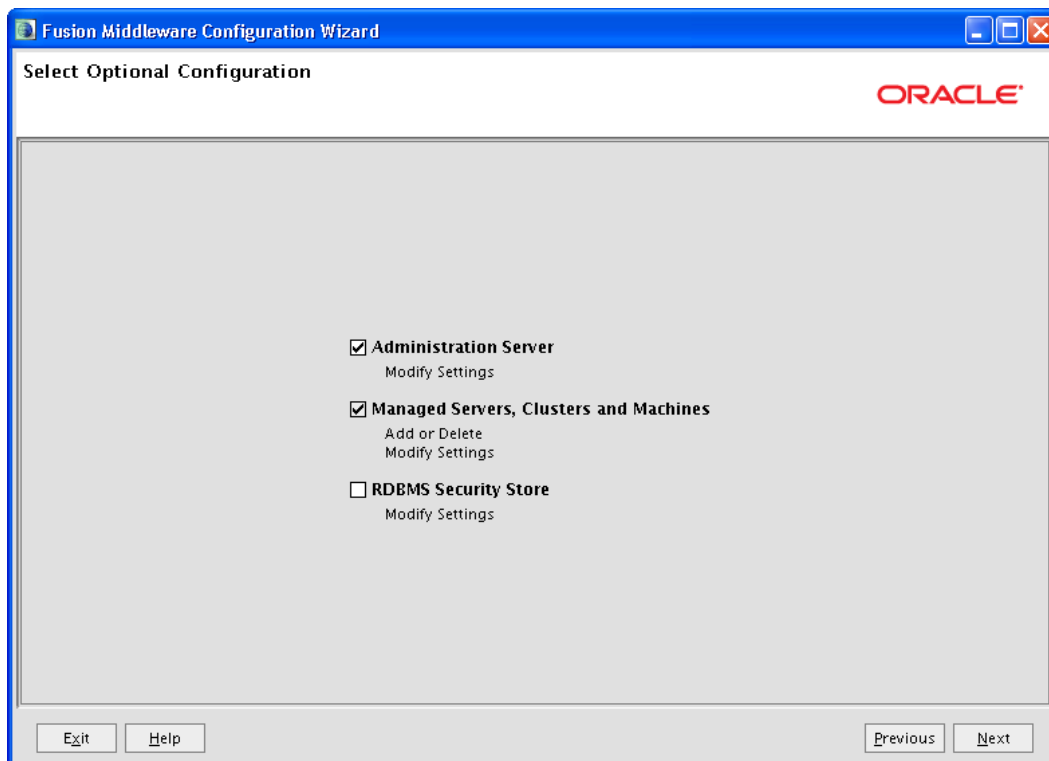 Fusion Middleware Configuration Wizard
Select Optional Configuration
ORACLE
Administration Server
Modify Settings
Managed Servers, Clusters and Machines
Add or Delete
Modify Settings
RDBMS Security Store
Modify Settings
Exit Help Previous Next